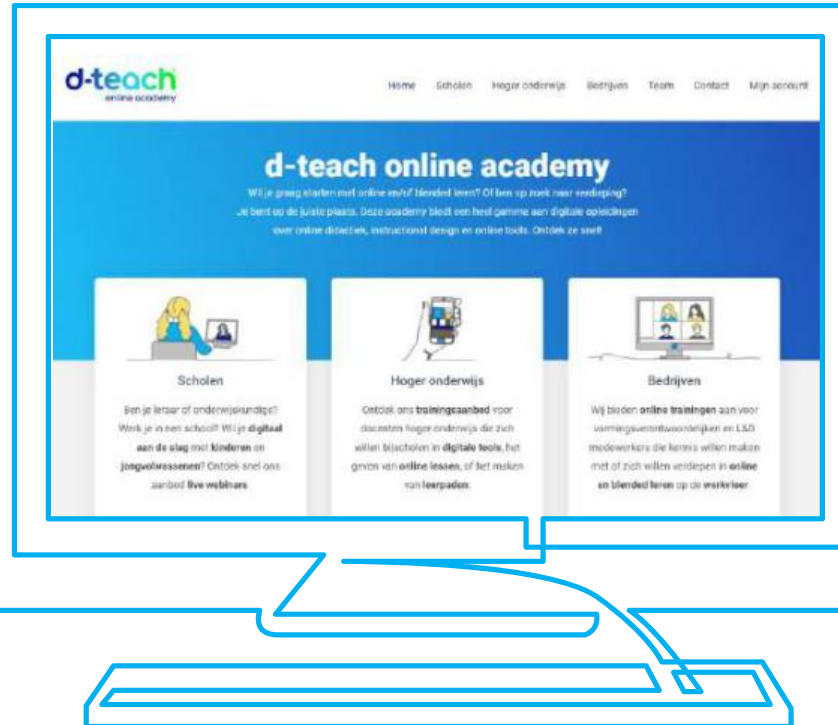 d-teach
online academy
Home Scholen Hoger onderwijs Bedrijven Team Contact Mijn account
d-teach online academy
Wil je graag starten met online en/of blended leren? Of ben op zoek naar verdieping?
Je bent op de juiste plaats. Deze academy biedt een heel gamma aan digitale opleidingen
over online didactiek, instructional design en online tools. Ontdek ze snel!
Scholen
Ben je leraar of onderwijskundige?
Werk je in een school? Wil je digitaal
aan de slag met kinderen en
jongvolwassenen? Ontdek snel ons
aanbod live webinars.
Hoger onderwijs
Ontdek ons trainingsaanbod voor
docenten hoger onderwijs die zich
willen bijscholen in digitale tools, het
geven van online lessen, of het maken
van leerpaden.
Bedrijven
Wij bieden online trainingen aan voor
vormingsverantwoordelijken en L&D
medewerkers die kennis willen maken
met of zich willen verdiepen in online
en blended leren op de werkvloer.